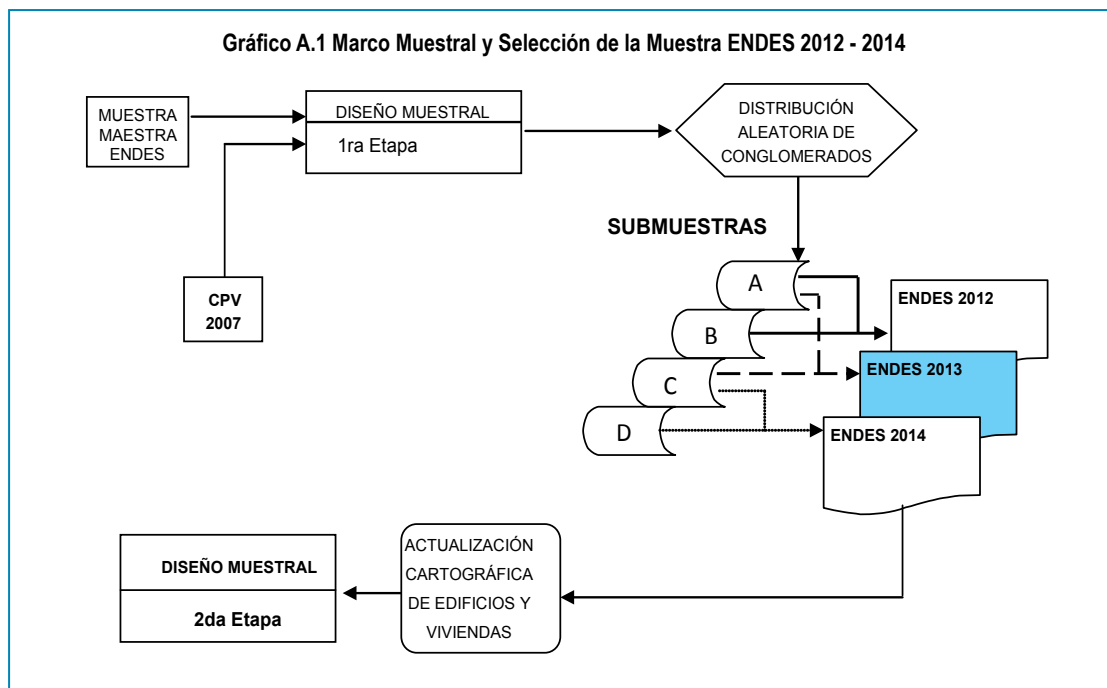 Gráfico A.1 Marco Muestral y Selección de la Muestra ENDES 2012 - 2014
MUESTRA
MAESTRA
ENDES
DISEÑO MUESTRAL
1ra Etapa
DISTRIBUCIÓN
ALEATORIA DE
CONGLOMERADOS
CPV
2007
SUBMUESTRAS
A
B
C
D
ENDES 2012
ENDES 2013
ENDES 2014
DISEÑO MUESTRAL
2da Etapa
ACTUALIZACIÓN
CARTOGRÁFICA
DE EDIFICIOS Y
VIVIENDAS